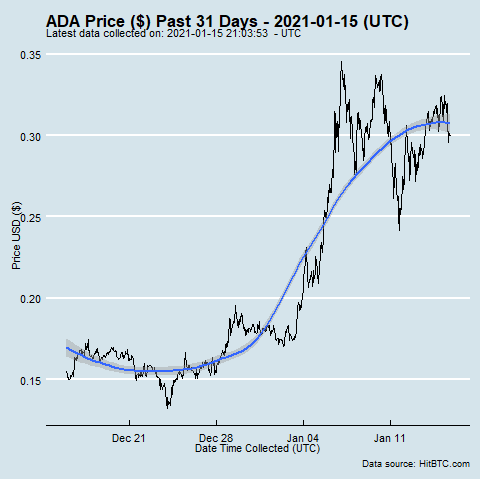 ADA Price ($) Past 31 Days - 2021-01-15 (UTC)
Latest data collected on: 2021-01-15 21:03:53 - UTC
0.35
0.30
0.25
0.20
0.15
Price USD ($)
Dec 21 Dec 28 Jan 04 Jan 11
Date Time Collected (UTC)
Data source: HitBTC.com